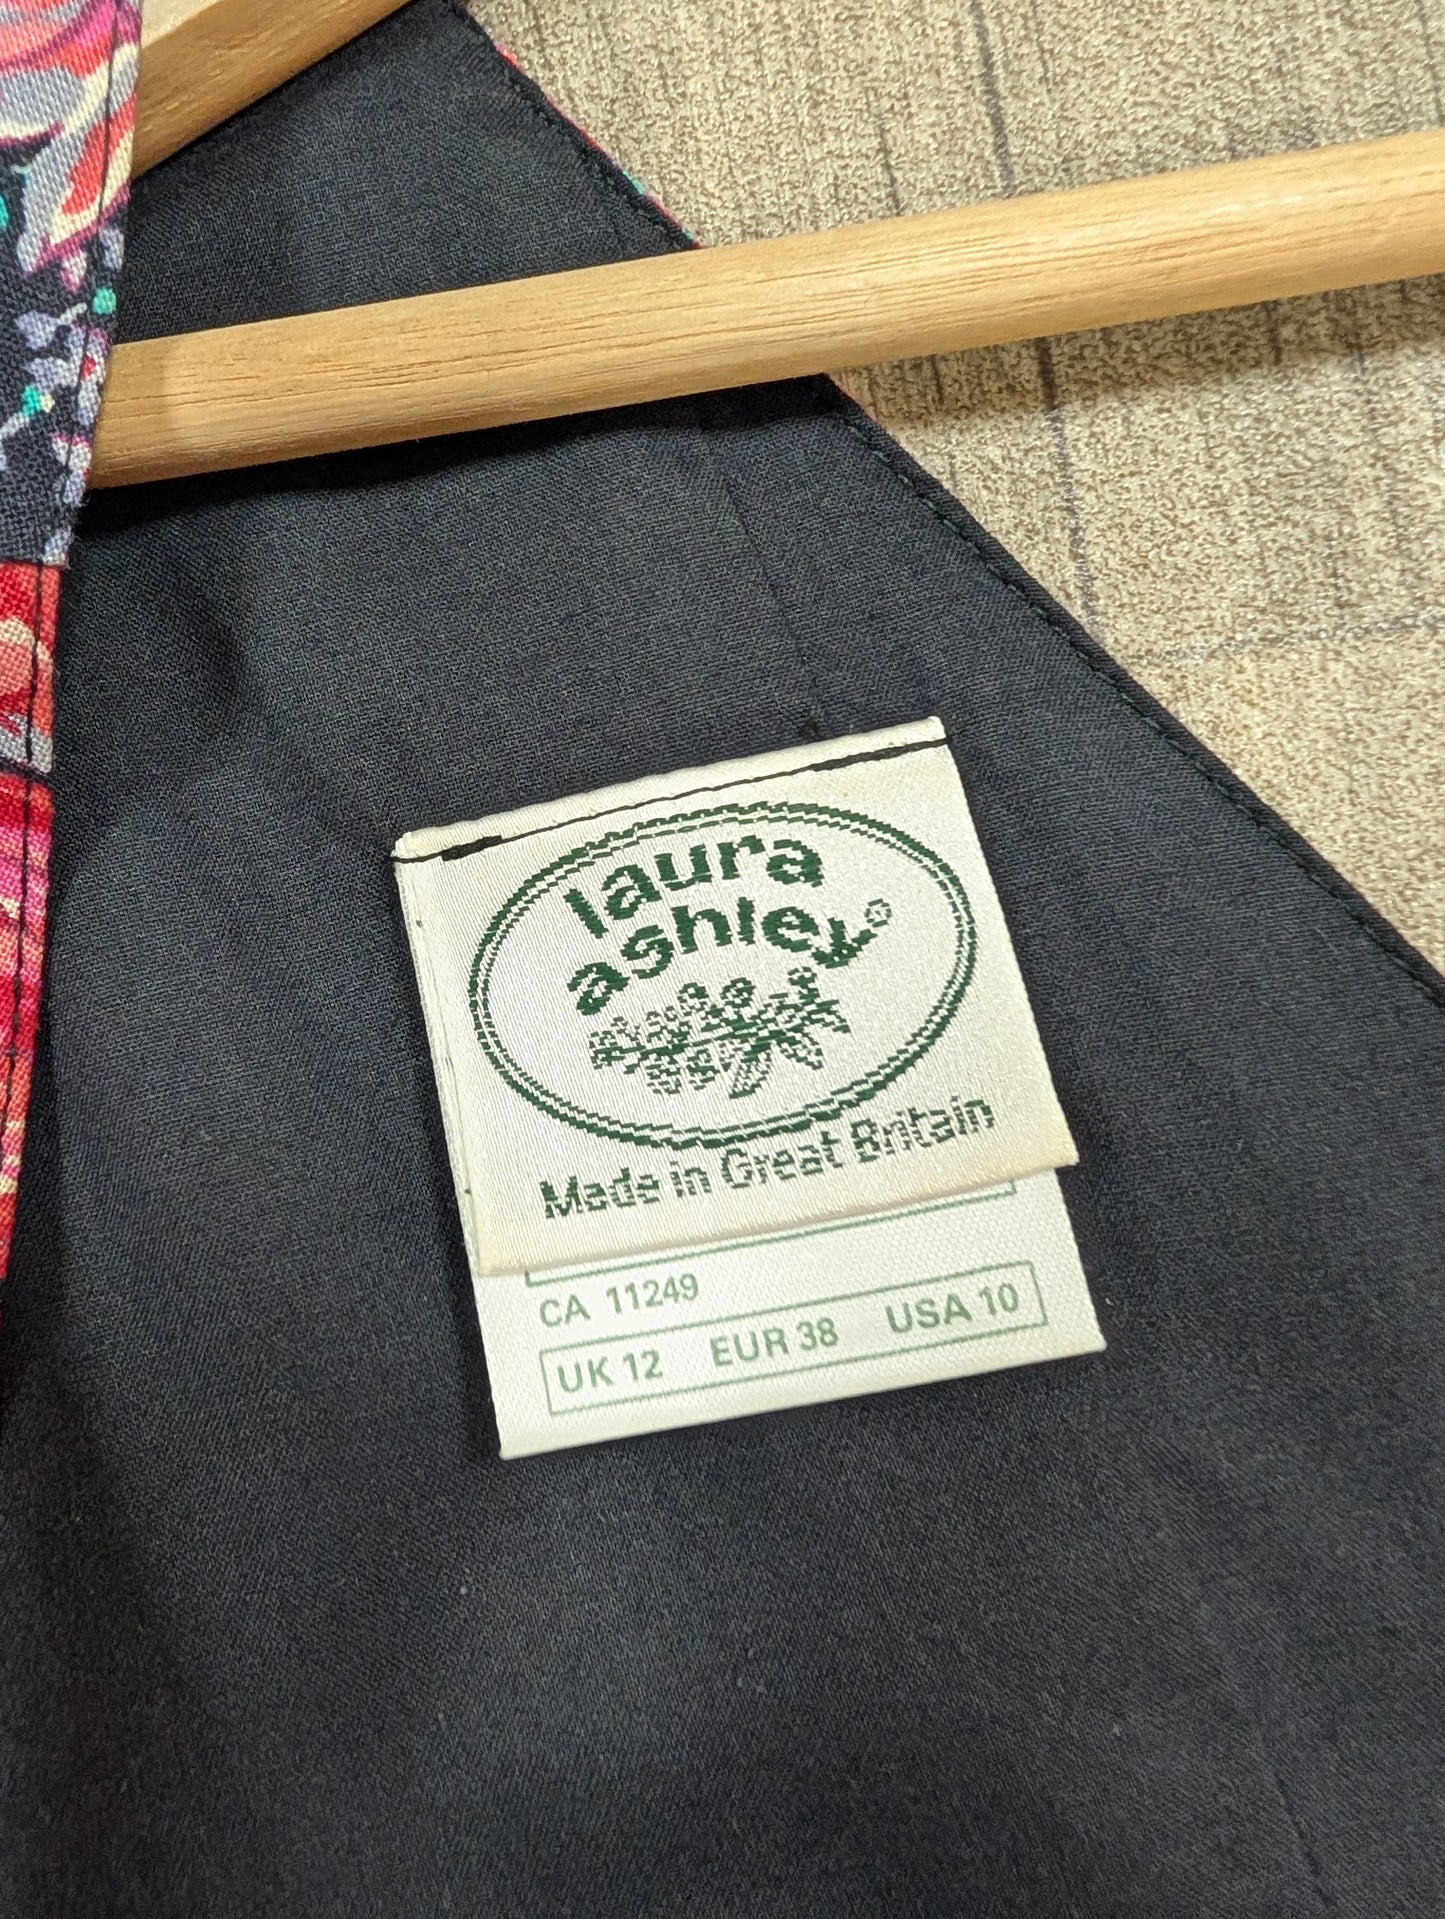 laura
ashley®
Made in Great Britain
CA 11249
UK 12 EUR 38 USA 10